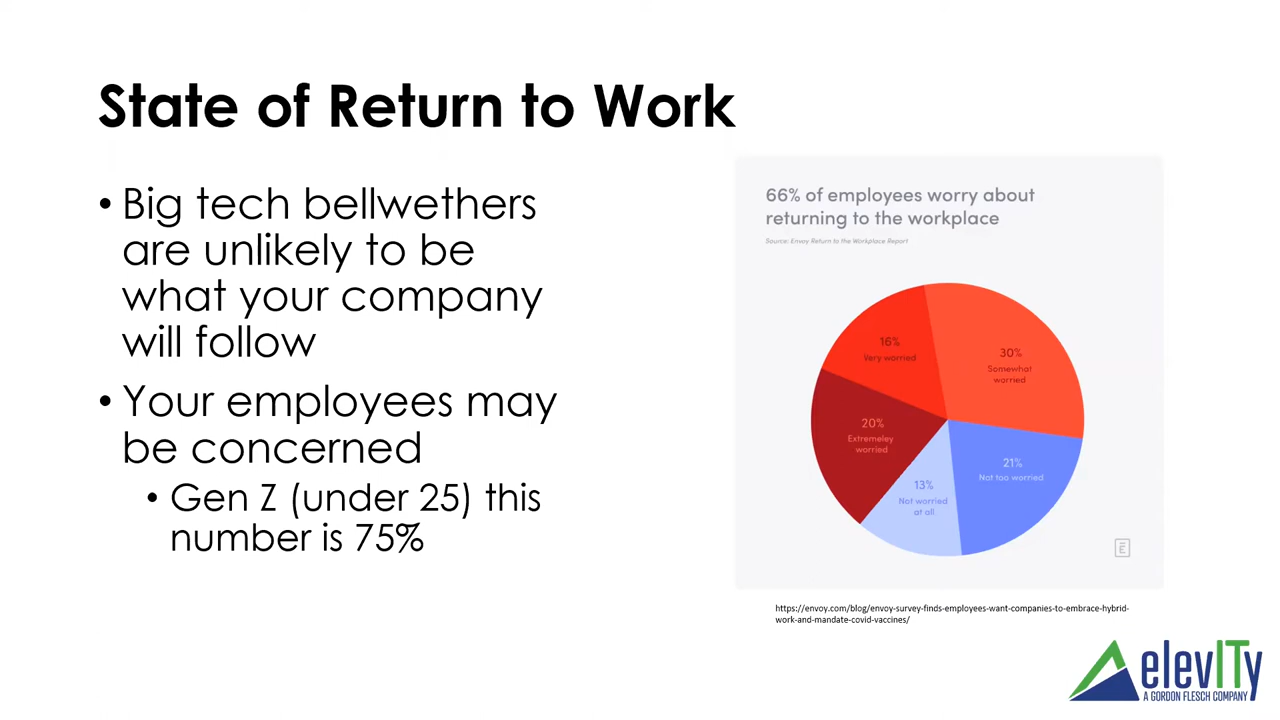 State of Return to Work
• Big tech bellwethers
are unlikely to be
what your company
will follow
• Your employees may
be concerned
• Gen Z (under 25) this
number is 75%
66% of employees worry about
returning to the workplace
Source: Envoy Return to the Workplace Report
16%
Very worried
30%
Somewhat
worried
20%
Extremeley
worried
21%
Not too worried
13%
Not worried
at all
E
https://envoy.com/blog/envoy-survey-finds-employees-want-companies-to-embrace-hybrid-
work-and-mandate-covid-vaccines/
elevITy
A GORDON FLESCH COMPANY